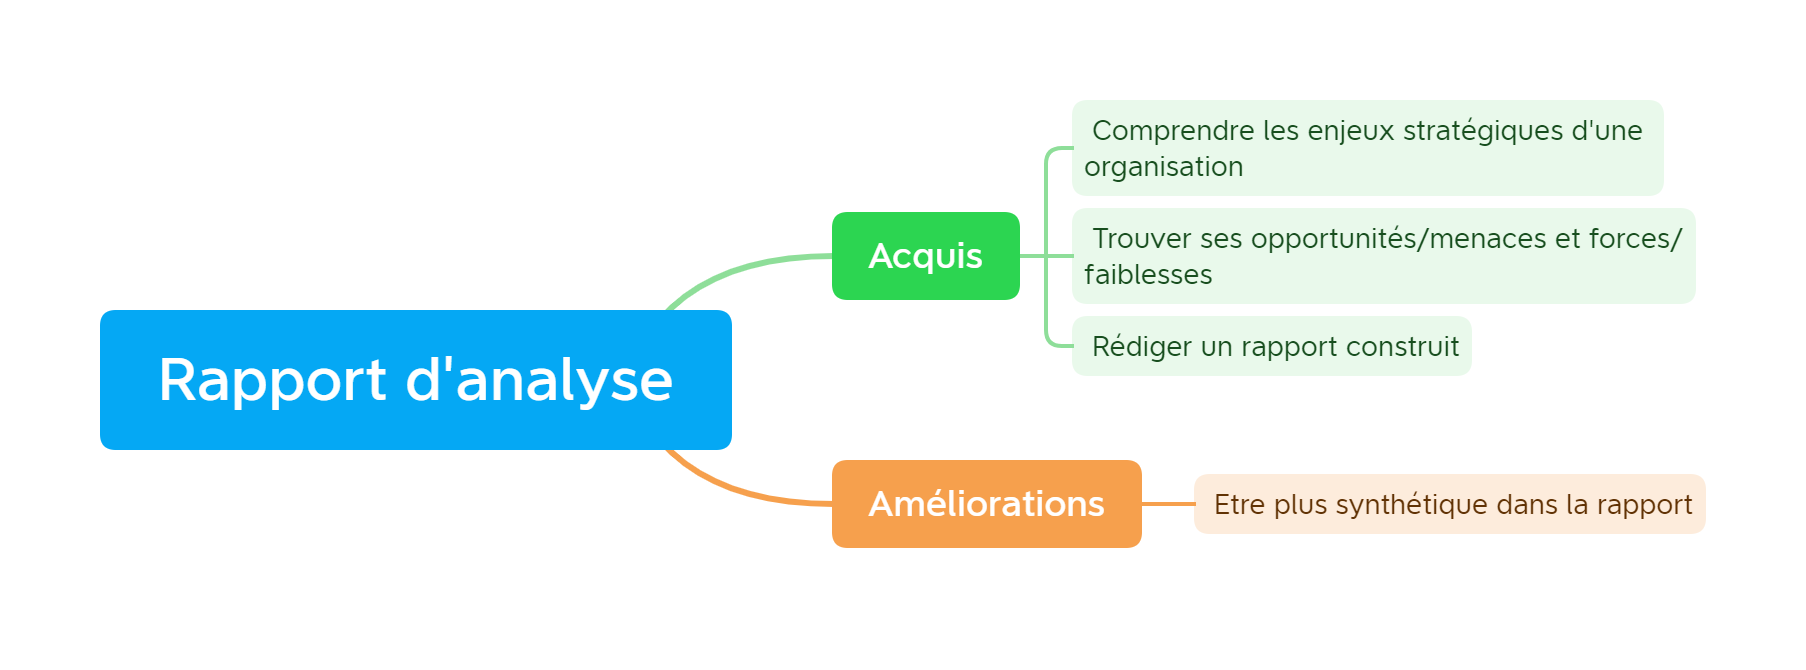 Rapport d'analyse
Acquis
Comprendre les enjeux stratégiques d'une
organisation
Trouver ses opportunités/menaces et forces/
faiblesses
Rédiger un rapport construit
Améliorations
Etre plus synthétique dans la rapport